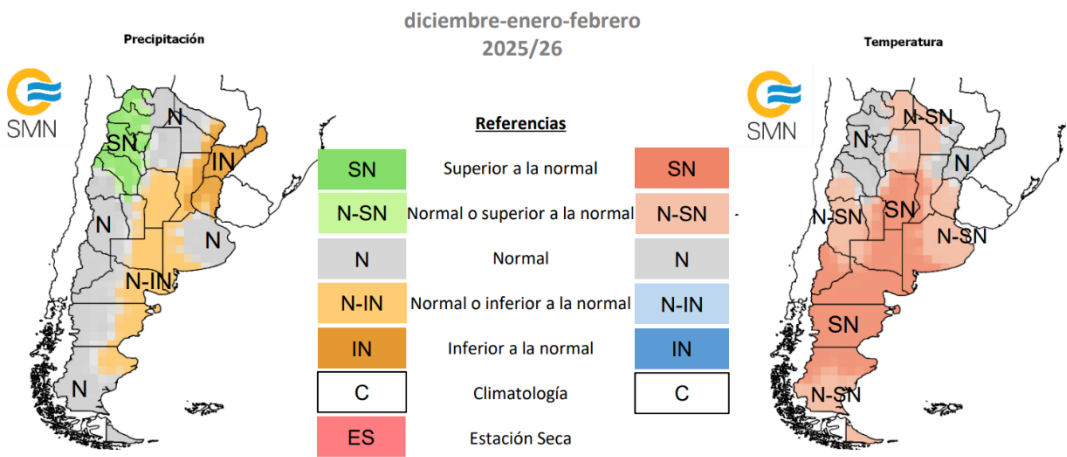 diciembre-enero-febrero
2025/26
Precipitación
SMN
N
SN
IN
N
N
N-IN
N
Referencias
SN Superior a la normal SN
N-SN Normal o superior a la normal N-SN
N Normal N
N-IN Normal o inferior a la normal N-IN
IN Inferior a la normal IN
C Climatología C
ES Estación Seca
Temperatura
SMN
N-SN
N
N
N-SN
SN
N-SN
SN
N-SN